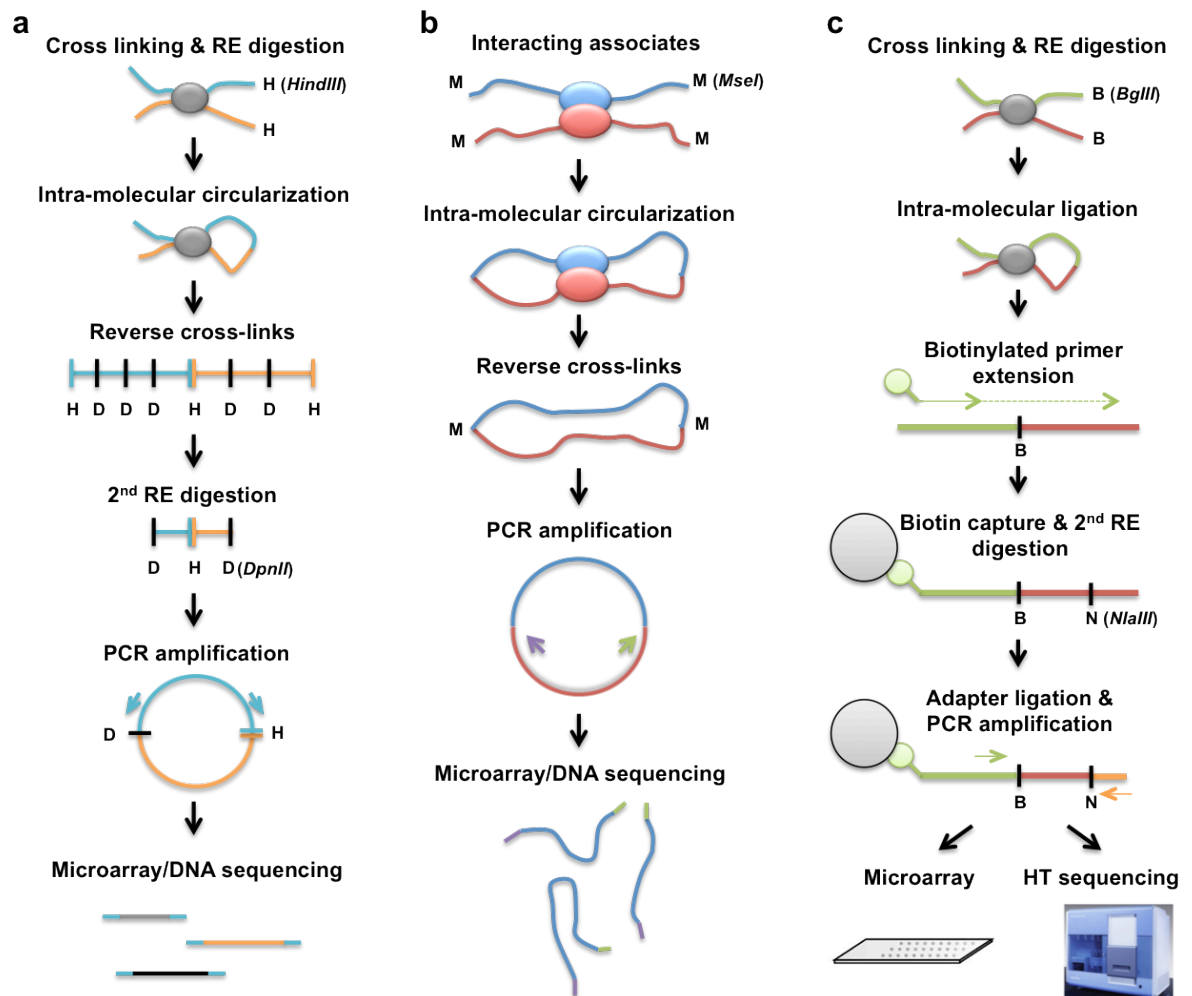 a
Cross linking & RE digestion
H (HindIII)
H
Intra-molecular circularization
Reverse cross-links
H D D D H D D H
2nd RE digestion
D H D (DpnII)
PCR amplification
D H
Microarray/DNA sequencing
b
Interacting associates
M M (MseI)
M M
Intra-molecular circularization
Reverse cross-links
M M
PCR amplification
Microarray/DNA sequencing
c
Cross linking & RE digestion
B (BglII)
B
Intra-molecular ligation
Biotinylated primer
extension
B
Biotin capture & 2nd RE
digestion
B N (NlaIII)
Adapter ligation &
PCR amplification
B N
Microarray HT sequencing